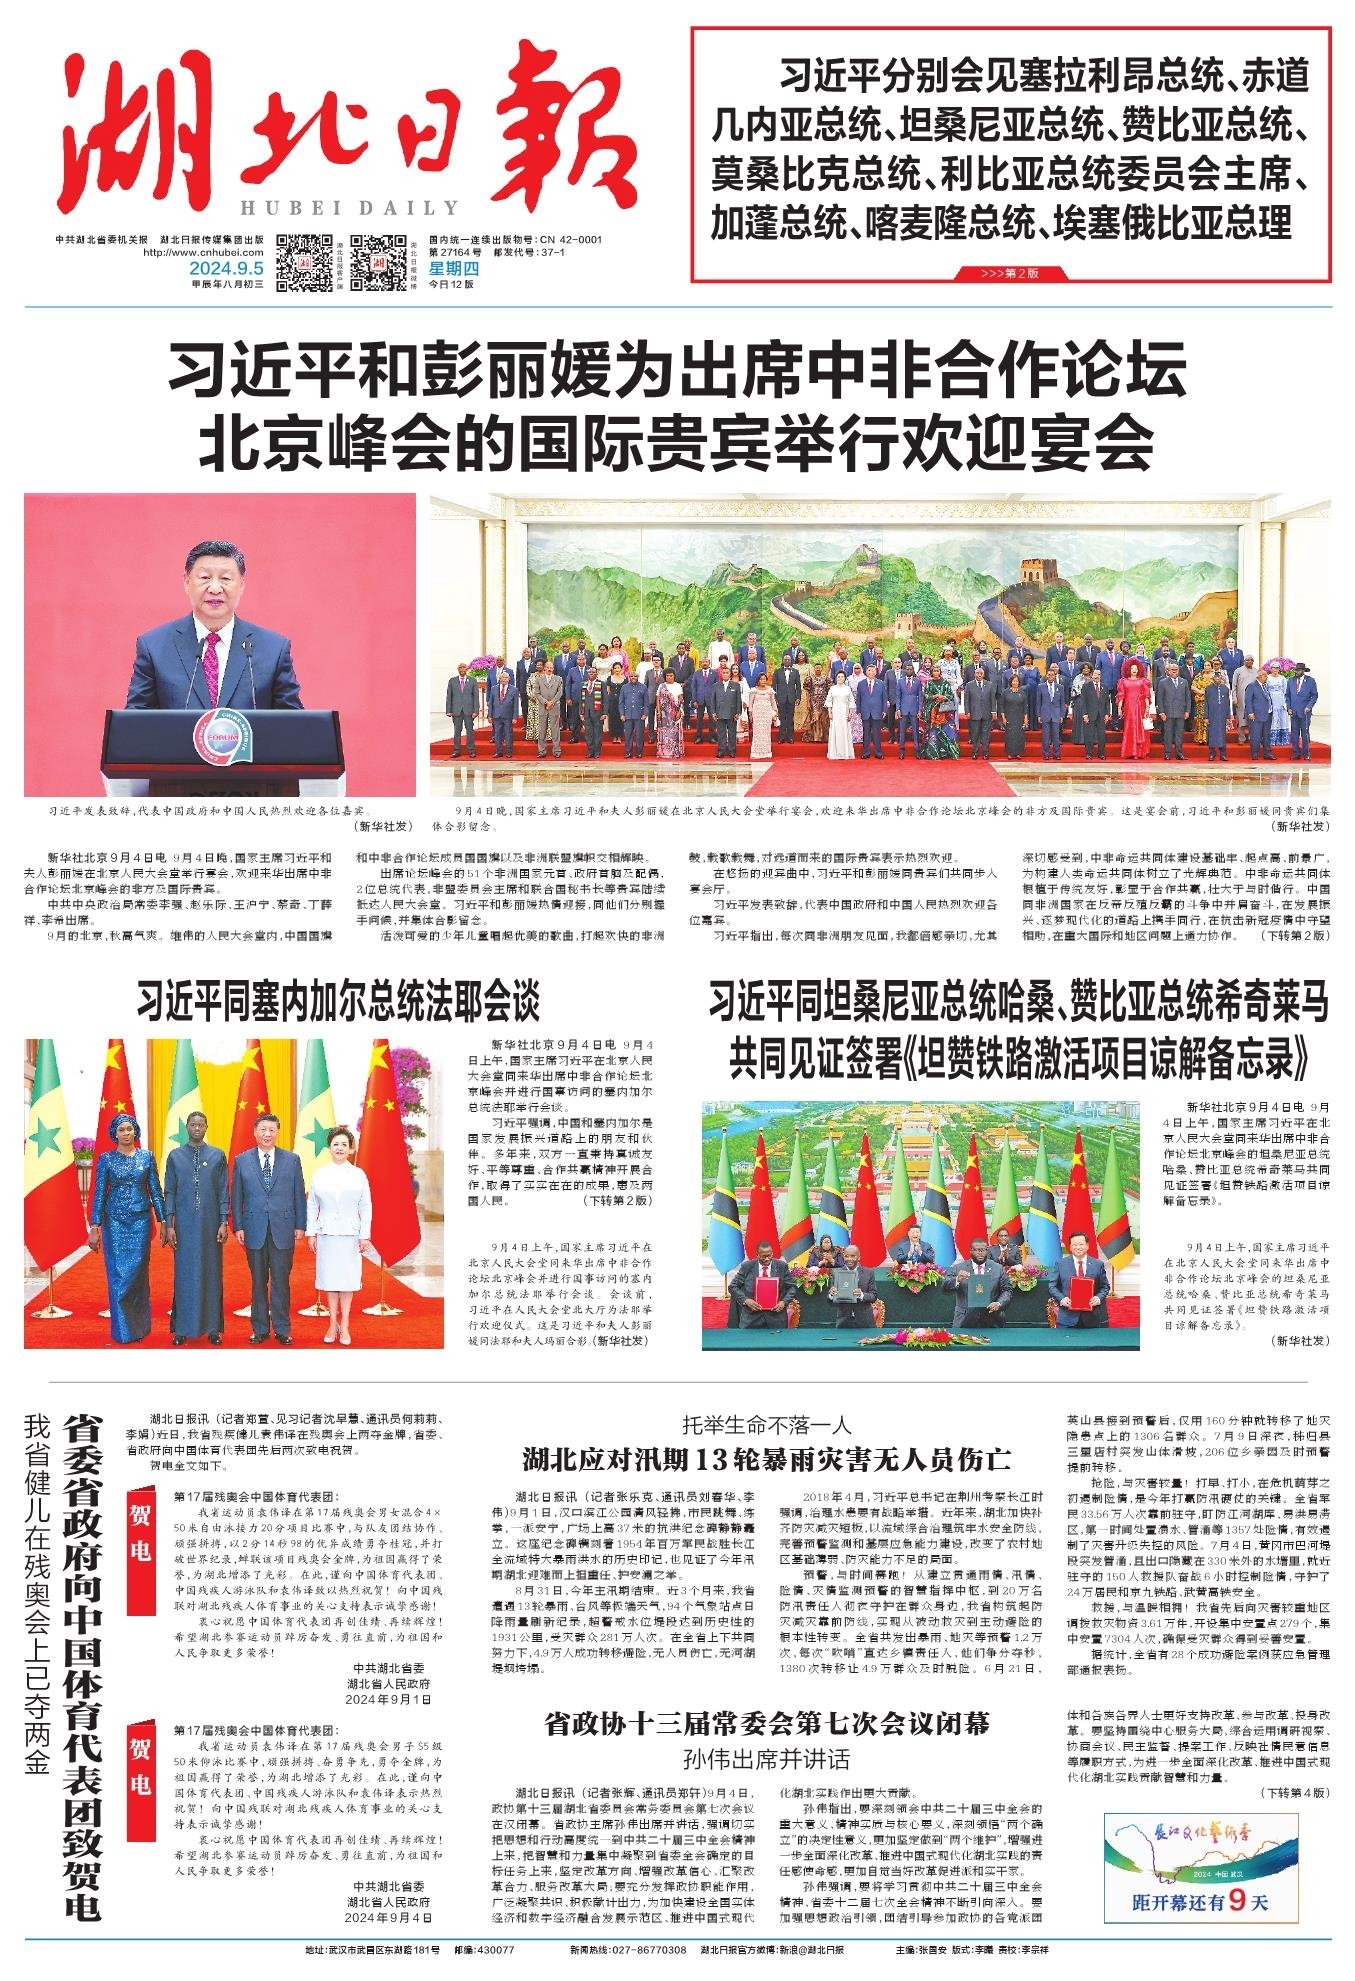 湖北日報
HUBEI DAILY
中共湖北省委机关报 湖北日报传媒集团出版
http://www.cnhubei.com
2024.9.5
甲辰年八月初三
湖北日报客户端
湖北日报微博
国内统一连续出版物号:CN 42-0001
第27164号 邮发代号:37-1
星期四
今日12版
习近平分别会见塞拉利昂总统、赤道
几内亚总统、坦桑尼亚总统、赞比亚总统、
莫桑比克总统、利比亚总统委员会主席、
加蓬总统、喀麦隆总统、埃塞俄比亚总理
>>>第2版
习近平和彭丽媛为出席中非合作论坛
北京峰会的国际贵宾举行欢迎宴会
习近平发表致辞,代表中国政府和中国人民热烈欢迎各位嘉宾。
(新华社发)
9月4日晚,国家主席习近平和夫人彭丽媛在北京人民大会堂举行宴会,欢迎来华出席中非合作论坛北京峰会的非方及国际贵宾。这是宴会前,习近平和彭丽媛同贵宾们集
体合影留念。 (新华社发)
新华社北京9月4日电 9月4日晚,国家主席习近平和
夫人彭丽媛在北京人民大会堂举行宴会,欢迎来华出席中非
合作论坛北京峰会的非方及国际贵宾。
中共中央政治局常委李强、赵乐际、王沪宁、蔡奇、丁薛
祥、李希出席。
9月的北京,秋高气爽。雄伟的人民大会堂内,中国国旗
和中非合作论坛成员国国旗以及非洲联盟旗帜交相辉映。
出席论坛峰会的51个非洲国家元首、政府首脑及配偶,
2位总统代表,非盟委员会主席和联合国秘书长等贵宾陆续
抵达人民大会堂。习近平和彭丽媛热情迎接,同他们分别握
手问候,并集体合影留念。
活泼可爱的少年儿童唱起优美的歌曲,打起欢快的非洲
鼓,载歌载舞,对远道而来的国际贵宾表示热烈欢迎。
在悠扬的迎宾曲中,习近平和彭丽媛同贵宾们共同步入
宴会厅。
习近平发表致辞,代表中国政府和中国人民热烈欢迎各
位嘉宾。
习近平指出,每次同非洲朋友见面,我都倍感亲切,尤其
深切感受到,中非命运共同体建设基础牢、起点高、前景广,
为构建人类命运共同体树立了光辉典范。中非命运共同体
根植于传统友好,彰显于合作共赢,壮大于与时偕行。中国
同非洲国家在反帝反殖反霸的斗争中并肩奋斗,在发展振
兴、逐梦现代化的道路上携手同行,在抗击新冠疫情中守望
相助,在重大国际和地区问题上通力协作。 (下转第2版)
习近平同塞内加尔总统法耶会谈
新华社北京9月4日电 9月4
日上午,国家主席习近平在北京人民
大会堂同来华出席中非合作论坛北
京峰会并进行国事访问的塞内加尔
总统法耶举行会谈。
习近平强调,中国和塞内加尔是
国家发展振兴道路上的朋友和伙
伴。多年来,双方一直秉持真诚友
好、平等尊重、合作共赢精神开展合
作,取得了实实在在的成果,惠及两
国人民。 (下转第2版)
9月4日上午,国家主席习近平在
北京人民大会堂同来华出席中非合作
论坛北京峰会并进行国事访问的塞内
加尔总统法耶举行会谈。会谈前,
习近平在人民大会堂北大厅为法耶举
行欢迎仪式。这是习近平和夫人彭丽
媛同法耶和夫人玛丽合影。(新华社发)
习近平同坦桑尼亚总统哈桑、赞比亚总统希奇莱马
共同见证签署《坦赞铁路激活项目谅解备忘录》
新华社北京9月4日电 9月
4日上午,国家主席习近平在北
京人民大会堂同来华出席中非合
作论坛北京峰会的坦桑尼亚总统
哈桑、赞比亚总统希奇莱马共同
见证签署《坦赞铁路激活项目谅
解备忘录》。
9月4日上午,国家主席习近平
在北京人民大会堂同来华出席中
非合作论坛北京峰会的坦桑尼亚
总统哈桑、赞比亚总统希奇莱马
共同见证签署《坦赞铁路激活项
目谅解备忘录》。
(新华社发)
我省健儿在残奥会上已夺两金
省委省政府向中国体育代表团致贺电
湖北日报讯 (记者郑萱、见习记者沈早慧、通讯员何莉莉、
李娟)近日,我省残疾健儿袁伟译在残奥会上两夺金牌,省委、
省政府向中国体育代表团先后两次致电祝贺。
贺电全文如下。
贺电
第17届残奥会中国体育代表团:
我省运动员袁伟译在第17届残奥会男女混合4×
50米自由泳接力20分项目比赛中,与队友团结协作、
顽强拼搏,以2分14秒98的优异成绩勇夺桂冠,并打
破世界纪录,蝉联该项目残奥会金牌,为祖国赢得了荣
誉,为湖北增添了光彩。在此,谨向中国体育代表团、
中国残疾人游泳队和袁伟译致以热烈祝贺!向中国残
联对湖北残疾人体育事业的关心支持表示诚挚感谢!
衷心祝愿中国体育代表团再创佳绩、再续辉煌!
希望湖北参赛运动员踔厉奋发、勇往直前,为祖国和
人民争取更多荣誉!
中共湖北省委
湖北省人民政府
2024年9月1日
贺电
第17届残奥会中国体育代表团:
我省运动员袁伟译在第17届残奥会男子S5级
50米仰泳比赛中,顽强拼搏、奋勇争先,勇夺金牌,为
祖国赢得了荣誉,为湖北增添了光彩。在此,谨向中
国体育代表团、中国残疾人游泳队和袁伟译表示热烈
祝贺!向中国残联对湖北残疾人体育事业的关心支
持表示诚挚感谢!
衷心祝愿中国体育代表团再创佳绩、再续辉煌!
希望湖北参赛运动员踔厉奋发、勇往直前,为祖国和
人民争取更多荣誉!
中共湖北省委
湖北省人民政府
2024年9月4日
托举生命不落一人
湖北应对汛期13轮暴雨灾害无人员伤亡
湖北日报讯 (记者张乐克、通讯员刘春华、李
伟)9月1日,汉口滨江公园清风轻拂,市民跳舞、练
拳,一派安宁,广场上高37米的抗洪纪念碑静静矗
立。这座纪念碑镌刻着1954年百万军民战胜长江
全流域特大暴雨洪水的历史印记,也见证了今年汛
期湖北迎难而上担重任、护安澜之举。
8月31日,今年主汛期结束。近3个月来,我省
遭遇13轮暴雨、台风等极端天气,94个气象站点日
降雨量刷新纪录,超警戒水位堤段达到历史性的
1931公里,受灾群众281万人次。在全省上下共同
努力下,4.9万人成功转移避险,无人员伤亡,无河湖
堤坝垮塌。
2018年4月,习近平总书记在荆州考察长江时
强调,治理水患要有战略举措。近年来,湖北加快补
齐防灾减灾短板,以流域综合治理筑牢水安全防线,
完善预警监测和基层应急能力建设,改变了农村地
区基础薄弱、防灾能力不足的局面。
预警,与时间赛跑!从建立贯通雨情、汛情、
险情、灾情监测预警的智慧指挥中枢,到20万名
防汛责任人彻夜守护在群众身边,我省构筑起防
灾减灾靠前防线,实现从被动救灾到主动避险的
根本性转变。全省共发出暴雨、地灾等预警1.2万
次,每次“吹哨”直达乡镇责任人,他们争分夺秒,
1380次转移让4.9万群众及时脱险。6月21日,
英山县接到预警后,仅用160分钟就转移了地灾
隐患点上的1306名群众。7月9日深夜,秭归县
三星店村突发山体滑坡,206位乡亲因及时预警
提前转移。
抢险,与灾害较量!打早、打小,在危机萌芽之
初遏制险情,是今年打赢防汛硬仗的关键。全省军
民33.56万人次靠前驻守,盯防江河湖库、易洪易涝
区,第一时间处置溃水、管涌等1357处险情,有效遏
制了灾害升级失控的风险。7月4日,黄冈市巴河堤
段突发管涌,且出口隐藏在330米外的水塘里,就近
驻守的150人救援队奋战6小时控制险情,守护了
24万居民和京九铁路、武黄高铁安全。
救援,与温暖相拥!我省先后向灾害较重地区
调拨救灾物资3.61万件,开设集中安置点279个,集
中安置7304人次,确保受灾群众得到妥善安置。
据统计,全省有28个成功避险案例获应急管理
部通报表扬。
省政协十三届常委会第七次会议闭幕
孙伟出席并讲话
湖北日报讯 (记者张辉、通讯员郑轩)9月4日,
政协第十三届湖北省委员会常务委员会第七次会议
在汉闭幕。省政协主席孙伟出席并讲话,强调切实
把思想和行动高度统一到中共二十届三中全会精神
上来,把智慧和力量集中凝聚到省委全会确定的目
标任务上来,坚定改革方向、增强改革信心、汇聚改
革合力、服务改革大局;要充分发挥政协职能作用,
广泛凝聚共识、积极献计出力,为加快建设全国实体
经济和数字经济融合发展示范区、推进中国式现代
化湖北实践作出更大贡献。
孙伟指出,要深刻领会中共二十届三中全会的
重大意义、精神实质与核心要义,深刻领悟“两个确
立”的决定性意义,更加坚定做到“两个维护”,增强进
一步全面深化改革、推进中国式现代化湖北实践的责
任感使命感,更加自觉当好改革促进派和实干家。
孙伟强调,要将学习贯彻中共二十届三中全会
精神、省委十二届七次全会精神不断引向深入。要
加强思想政治引领,团结引导参加政协的各党派团
体和各族各界人士更好支持改革、参与改革、投身改
革。要坚持围绕中心服务大局,综合运用调研视察、
协商会议、民主监督、提案工作、反映社情民意信息
等履职方式,为进一步全面深化改革、推进中国式现
代化湖北实践贡献智慧和力量。
(下转第4版)
長江文化藝術季
2024 中国·武汉
距开幕还有9天
地址:武汉市武昌区东湖路181号 邮编:430077 新闻热线:027-86770308 湖北日报官方微博:新浪@湖北日报 主编:张国安 版式:李曦 责校:李宗祥